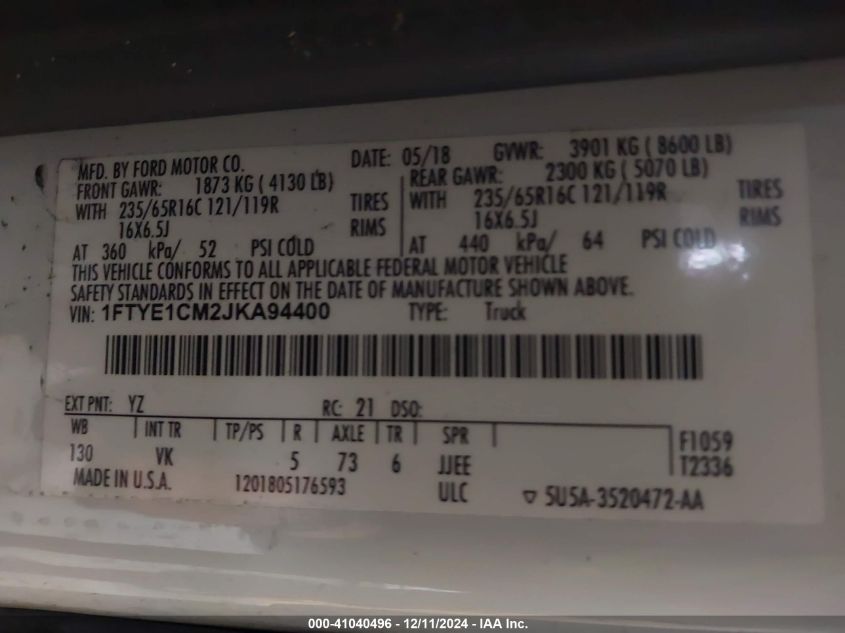 MFD. BY FORD MOTOR CO. DATE: 05/18 GVWR: 3901 KG ( 8600 LB)
FRONT GAWR: 1873 KG ( 4130 LB) REAR GAWR: 2300 KG ( 5070 LB)
WITH 235/65R16C 121/119R TIRES WITH 235/65R16C 121/119R TIRES
16X6.5J RIMS 16X6.5J RIMS
AT 360 kPa/ 52 PSI COLD AT 440 kPa/ 64 PSI COLD
THIS VEHICLE CONFORMS TO ALL APPLICABLE FEDERAL MOTOR VEHICLE
SAFETY STANDARDS IN EFFECT ON THE DATE OF MANUFACTURE SHOWN ABOVE.
VIN: 1FTYE1CM2JKA94400 TYPE: Truck
EXT PNT: YZ RC: 21 DSO:
WB INT TR TP/PS R AXLE TR SPR F1059
130 VK 5 73 6 JJEE T2336
MADE IN U.S.A. 1201805176593 ULC 5U5A-3520472-AA
000-41040496 - 12/11/2024 - IAA Inc.